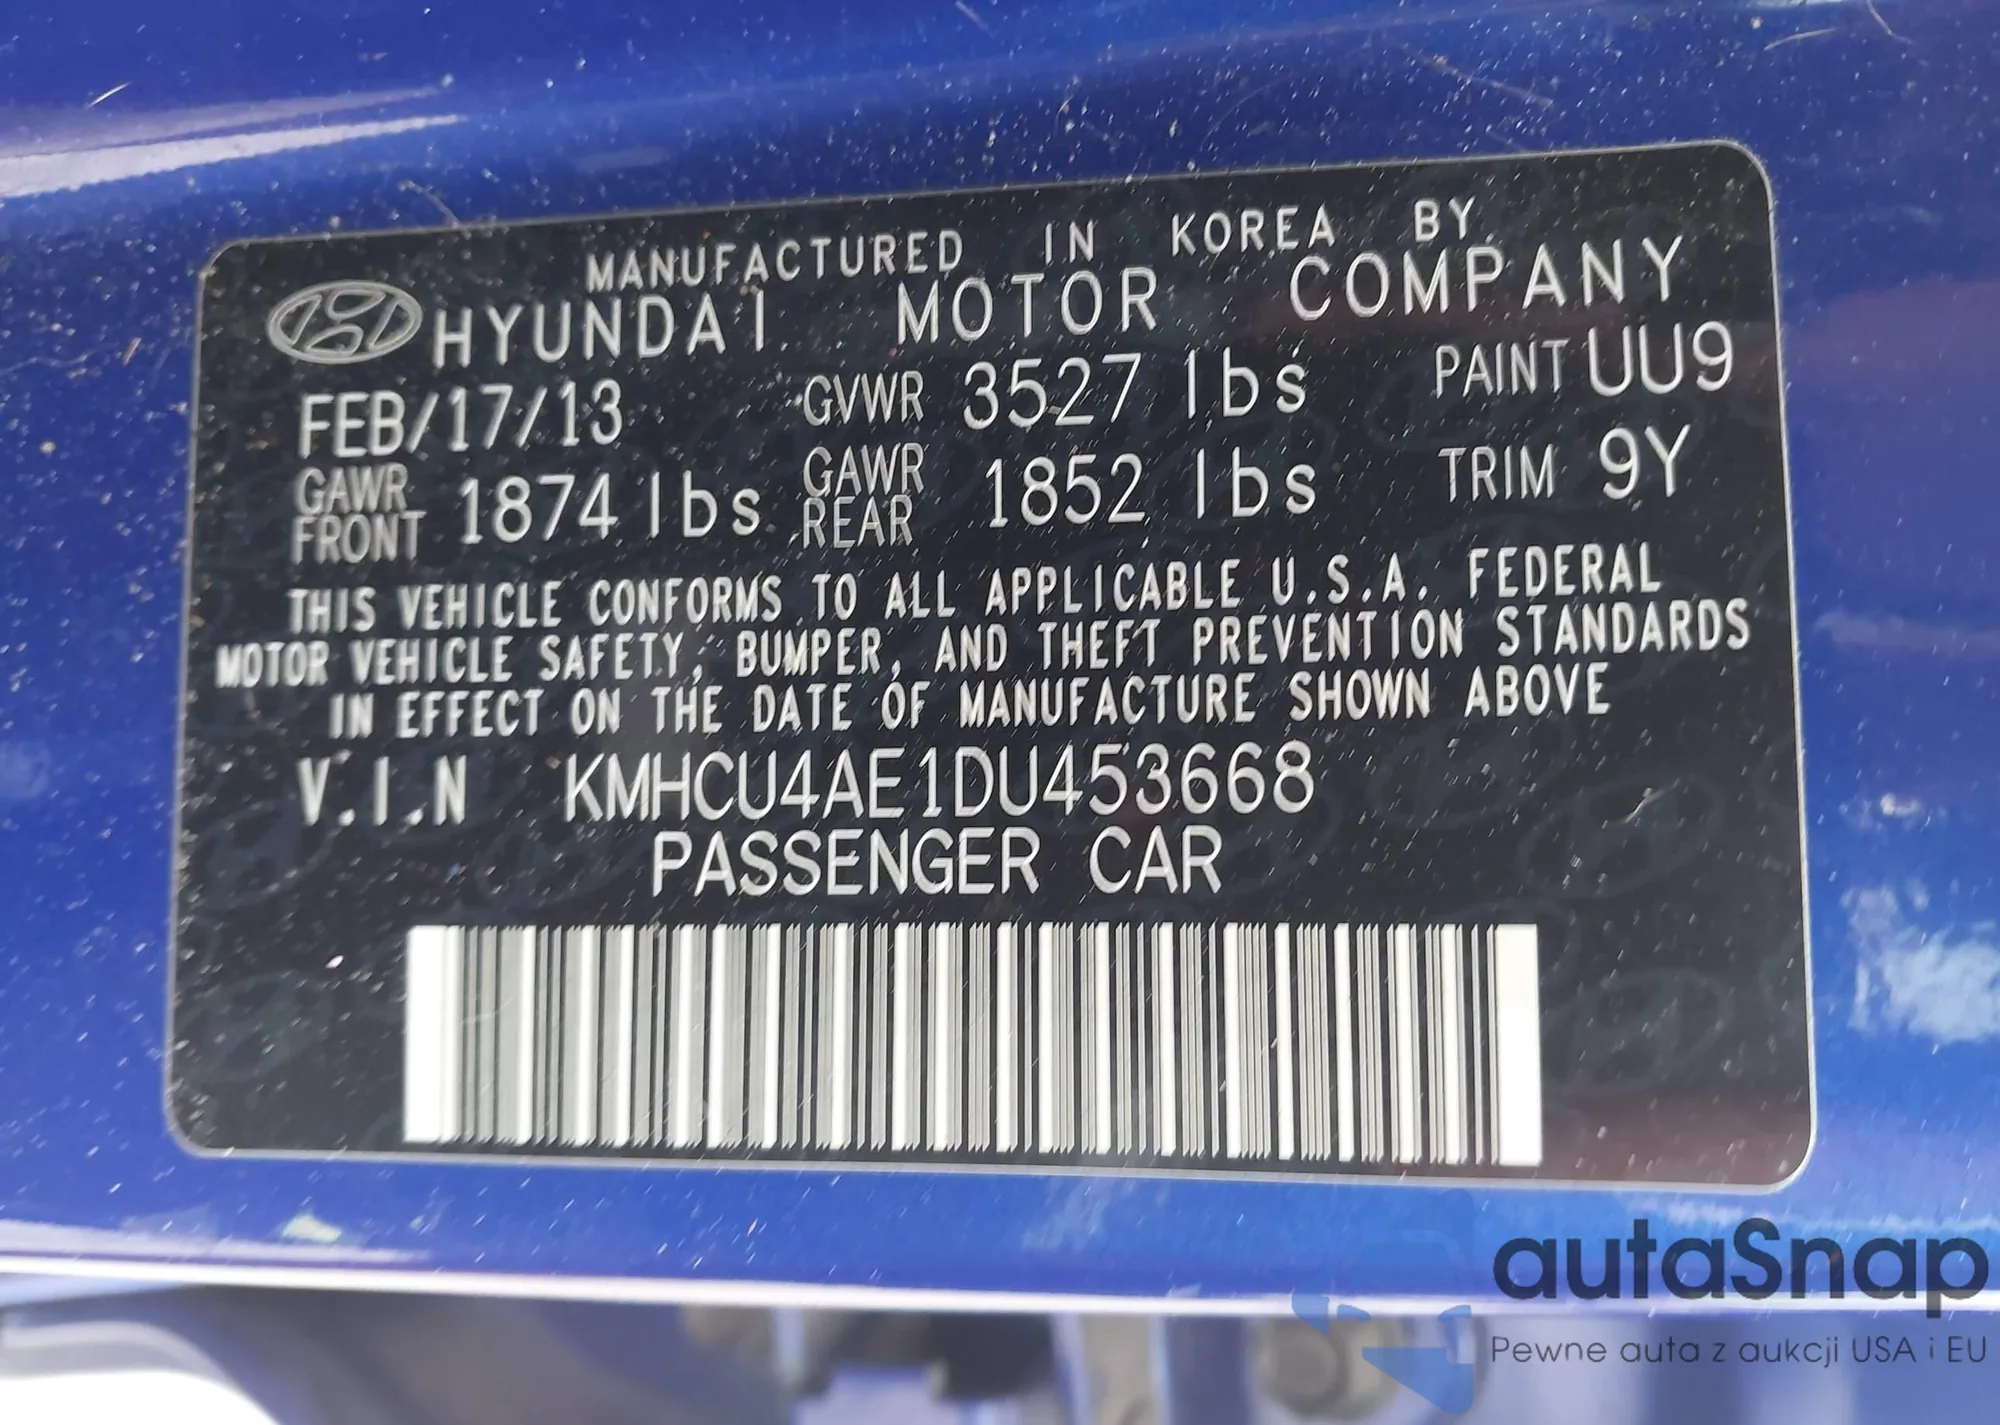 MANUFACTURED IN KOREA BY
HYUNDAI MOTOR COMPANY
FEB/17/13 GVWR 3527 lbs PAINT UU9
GAWR FRONT 1874 lbs GAWR REAR 1852 lbs TRIM 9Y
THIS VEHICLE CONFORMS TO ALL APPLICABLE U.S.A. FEDERAL
MOTOR VEHICLE SAFETY, BUMPER, AND THEFT PREVENTION STANDARDS
IN EFFECT ON THE DATE OF MANUFACTURE SHOWN ABOVE
V.I.N KMHCU4AE1DU453668
PASSENGER CAR
autaSnap
Pewne auta z aukcji USA i EU